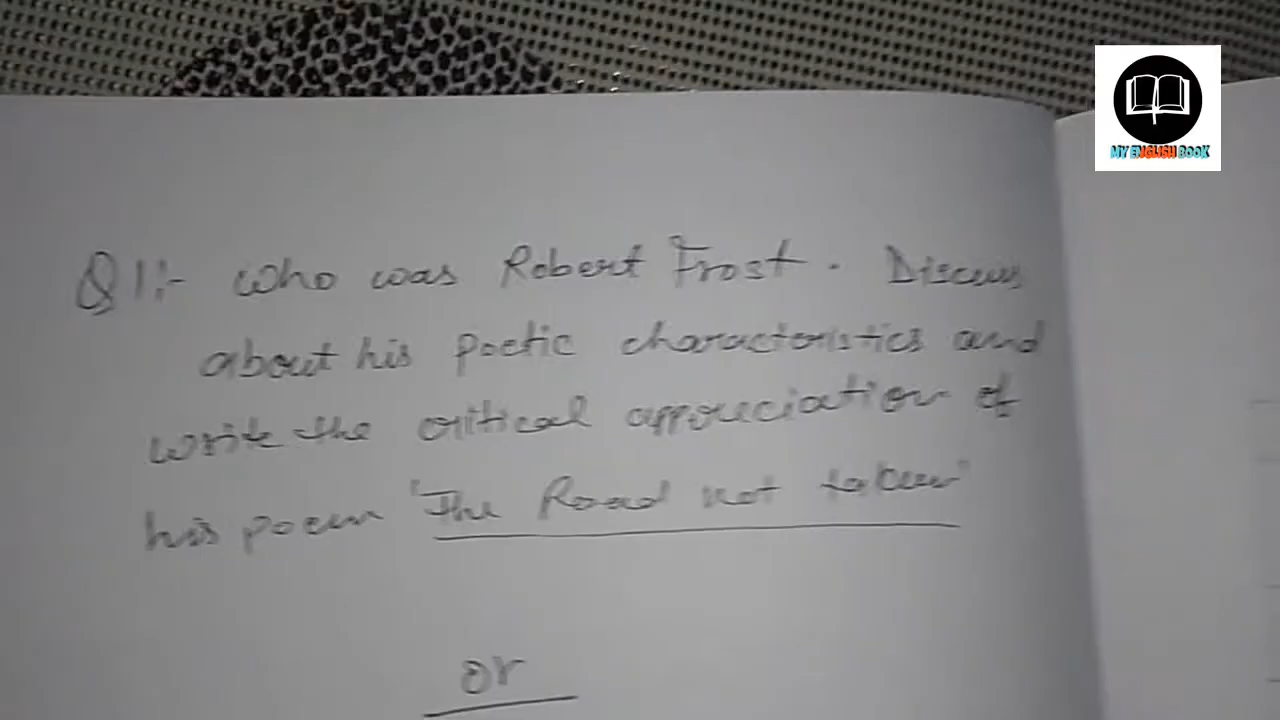 MY ENGLISH BOOK
Q1:- Who was Robert Frost. Discuss
about his poetic characteristics and
write the critical appreciation of
his poem "The Road not taken"
or